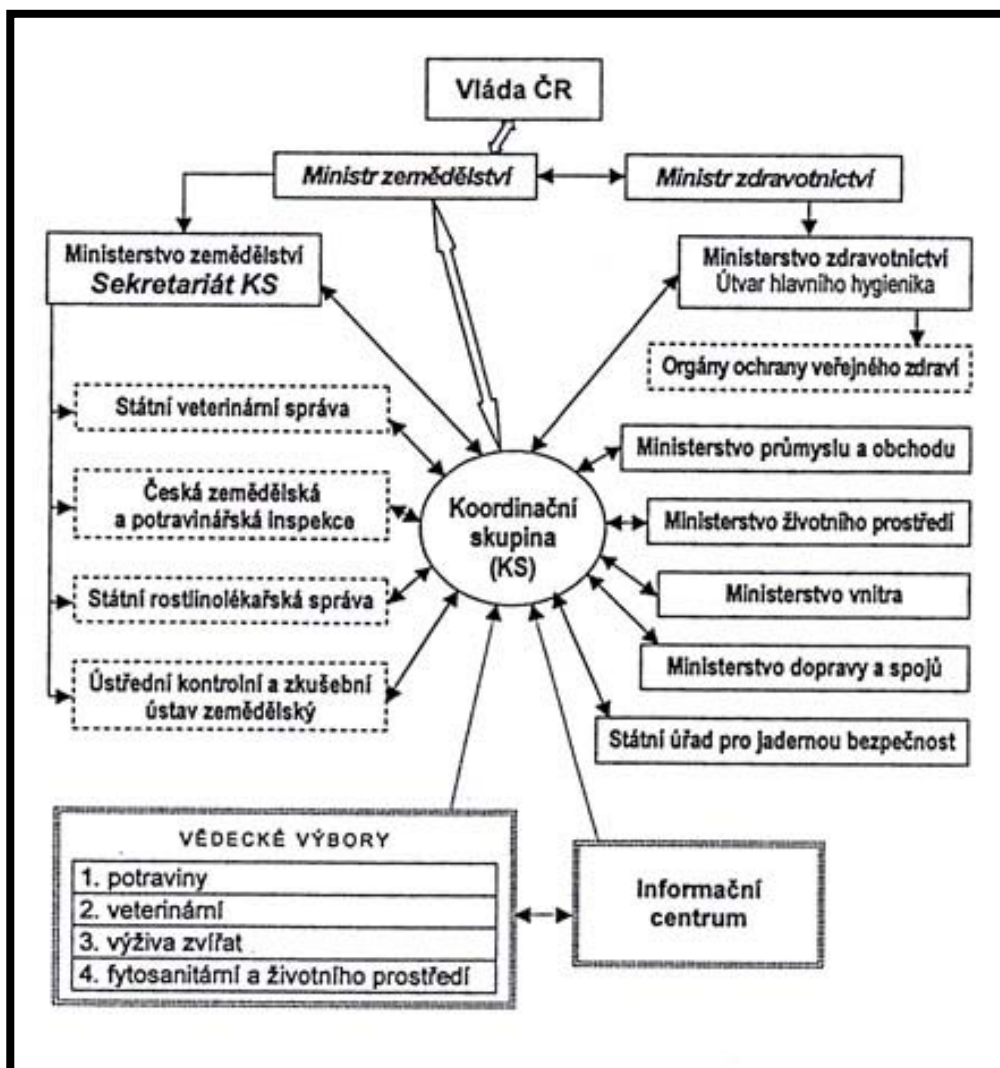 Vláda ČR
Ministr zemědělství
Ministr zdravotnictví
Ministerstvo zemědělství
Sekretariát KS
Ministerstvo zdravotnictví
Útvar hlavního hygienika
Orgány ochrany veřejného zdraví
Státní veterinární správa
Česká zemědělská
a potravinářská inspekce
Státní rostlinolékařská správa
Ústřední kontrolní a zkušební
ústav zemědělský
Koordinační
skupina
(KS)
Ministerstvo průmyslu a obchodu
Ministerstvo životního prostředí
Ministerstvo vnitra
Ministerstvo dopravy a spojů
Státní úřad pro jadernou bezpečnost
VĚDECKÉ VÝBORY
1. potraviny
2. veterinární
3. výživa zvířat
4. fytosanitární a životního prostředí
Informační
centrum